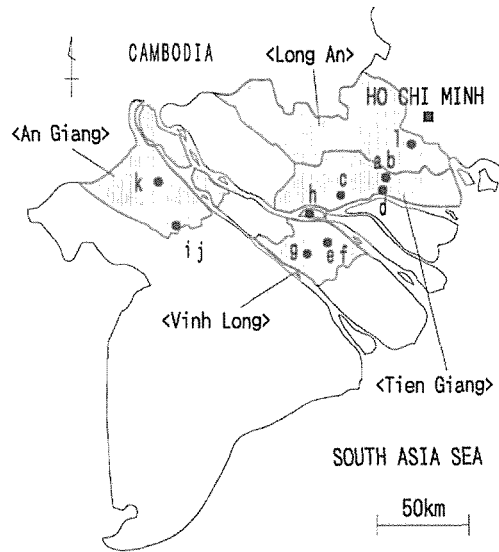 <Long An>
CAMBODIA
HO CHI MINH
<An Giang>
l
a b
k
c
h
d
i j
g
e f
<Vinh Long>
<Tien Giang>
SOUTH ASIA SEA
50km